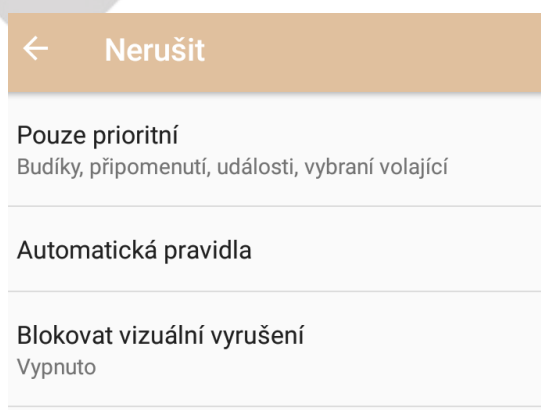 Nerušit
Pouze prioritní
Budíky, připomenutí, události, vybraní volající
Automatická pravidla
Blokovat vizuální vyrušení
Vypnuto